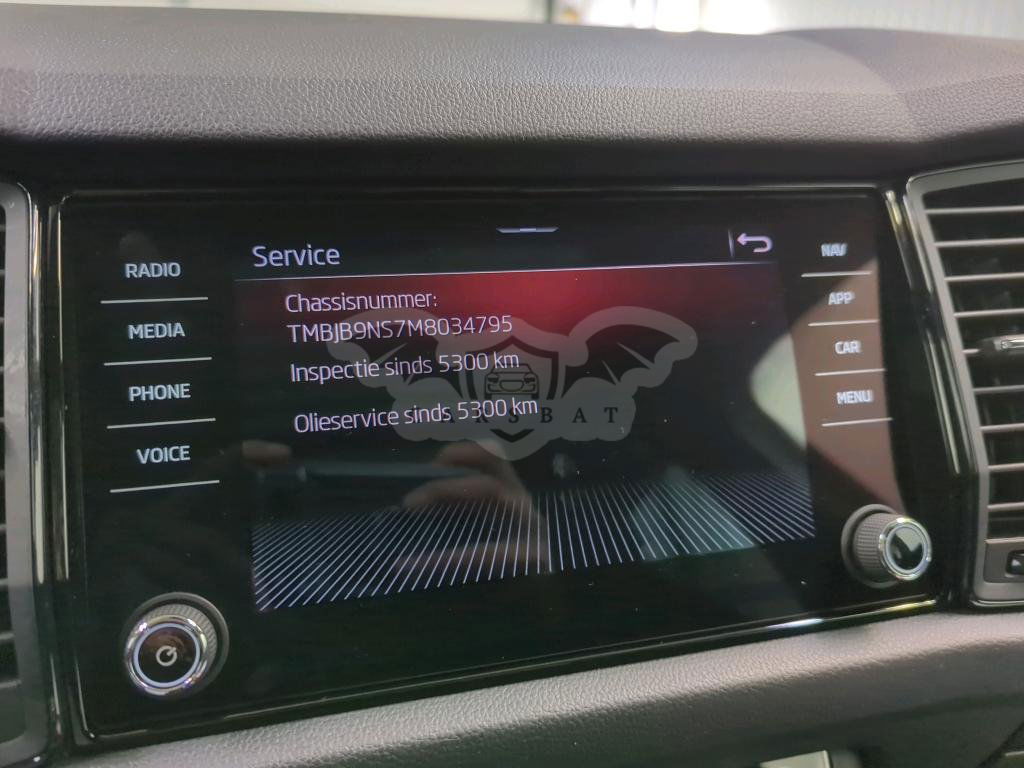 Service
Chassisnummer:
TMBJB9NS7M8034795
Inspectie sinds 5300 km
Olieservice sinds 5300 km
RADIO
MEDIA
PHONE
VOICE
NAV
APP
CAR
MENU